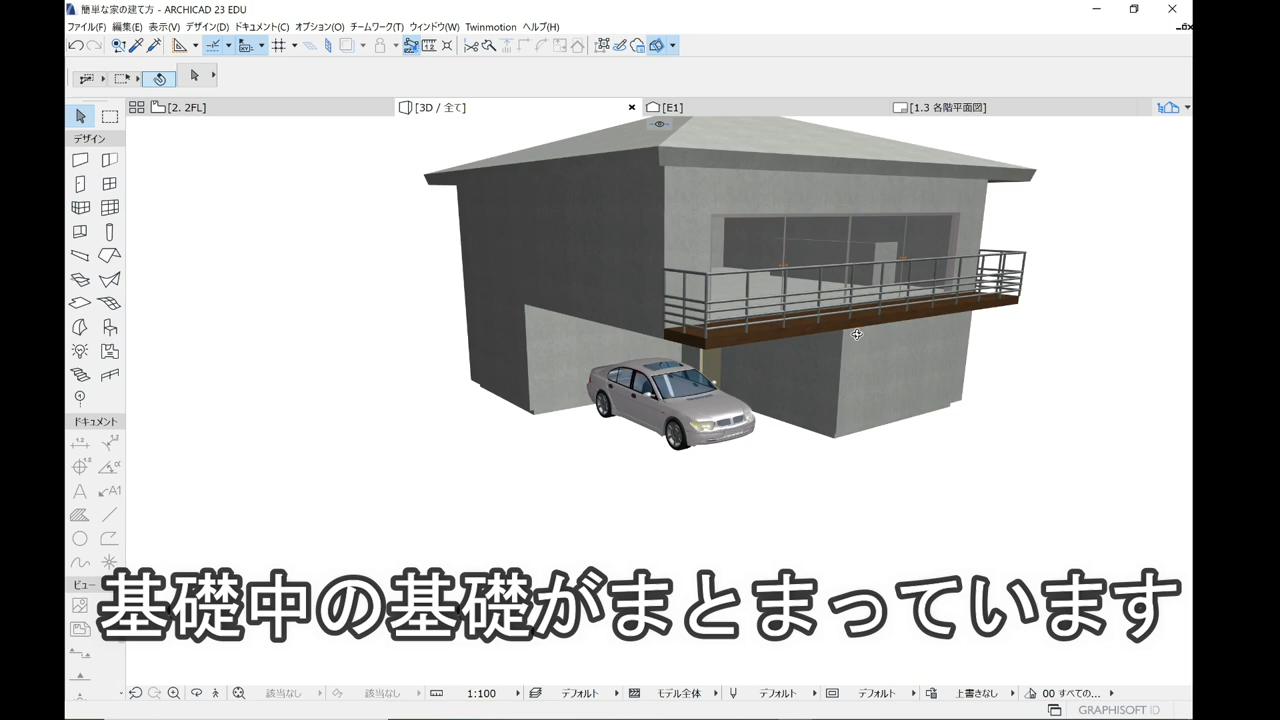 簡単な家の建て方 - ARCHICAD 23 EDU
ファイル(F) 編集(E) 表示(V) デザイン(D) ドキュメント(C) オプション(O) チームワーク(T) ウィンドウ(W) Twinmotion ヘルプ(H)
[2. 2FL] [3D / 全て] [E1] [1.3 各階平面図]
デザイン
ドキュメント
ビュー
基礎中の基礎がまとまっています
該当なし 該当なし 1:100 デフォルト モデル全体 デフォルト デフォルト 上書きなし 00 すべての...
GRAPHISOFT ID